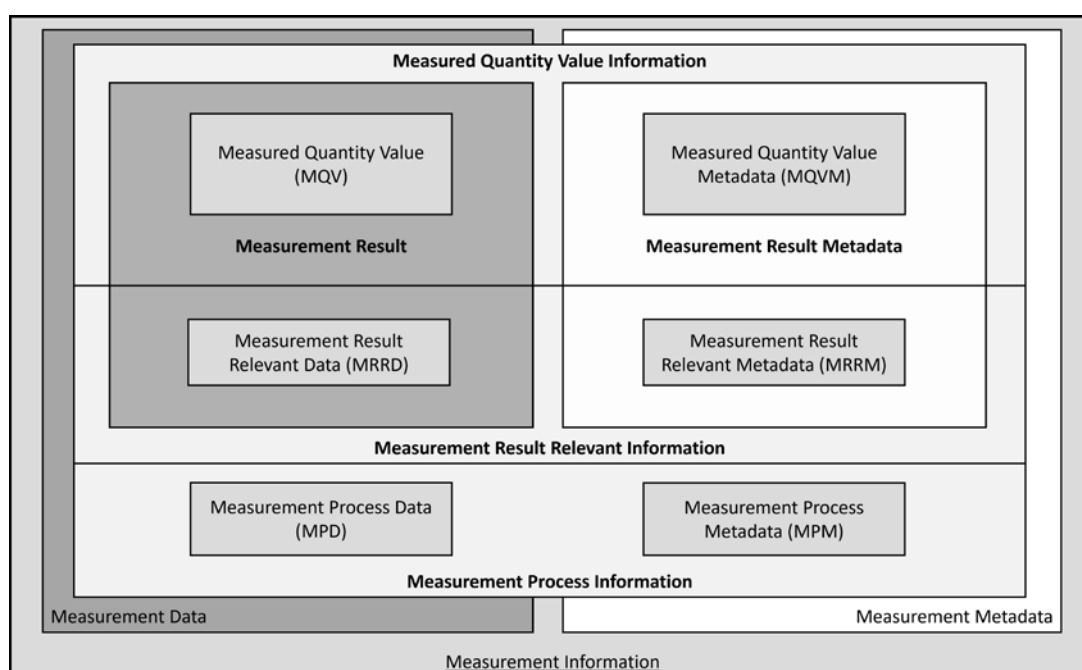 Measured Quantity Value Information
Measured Quantity Value
(MQV)
Measured Quantity Value
Metadata (MQVM)
Measurement Result
Measurement Result Metadata
Measurement Result
Relevant Data (MRRD)
Measurement Result
Relevant Metadata (MRRM)
Measurement Result Relevant Information
Measurement Process Data
(MPD)
Measurement Process
Metadata (MPM)
Measurement Process Information
Measurement Data
Measurement Metadata
Measurement Information